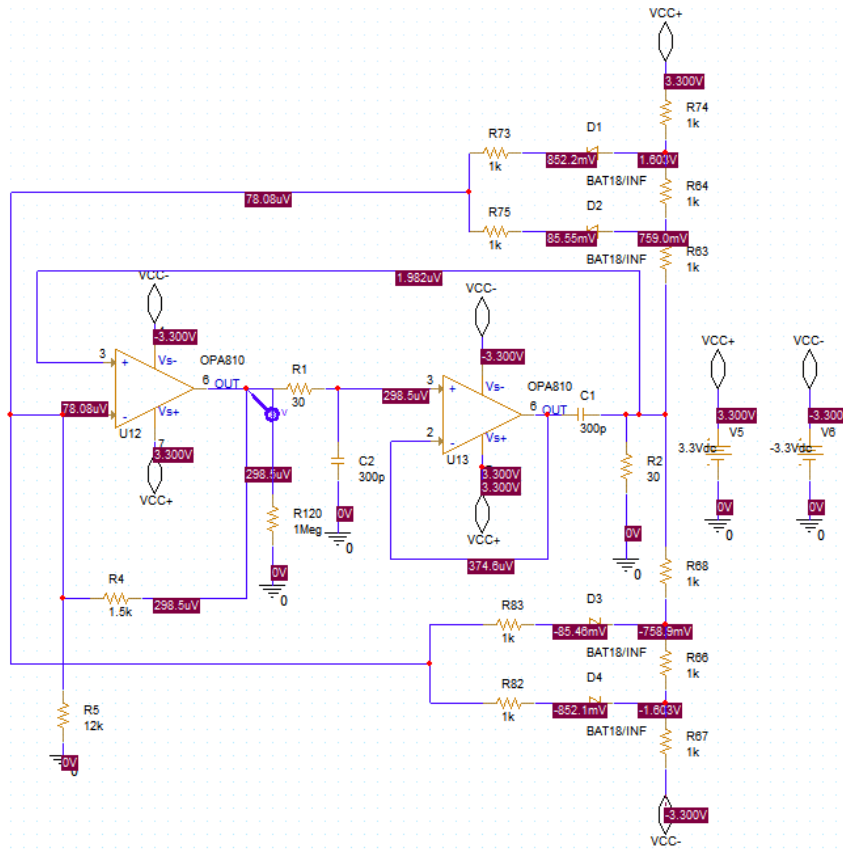 VCC+
3.300V
R74
1k
R73
1k
D1
852.2mV
1.603V
BAT18/INF
R64
1k
78.08uV
R75
1k
D2
85.55mV
759.0mV
BAT18/INF
R63
1k
1.982uV
VCC-
-3.300V
3
+
Vs-
OPA810
6
OUT
78.08uV
-
Vs+
U12
7
3.300V
VCC+
R1
30
C2
300p
0V
0
298.5uV
R120
1Meg
0V
0
VCC-
-3.300V
298.5uV
3
+
Vs-
OPA810
6
OUT
2
-
Vs+
U13
3.300V
3.300V
VCC+
374.6uV
C1
300p
R2
30
0V
0
VCC+
3.300V
V5
3.3Vdc
0V
0
VCC-
-3.300
V6
-3.3Vdc
0V
0
R4
1.5k
298.5uV
R5
12k
0V
0
R68
1k
R83
1k
D3
-85.46mV
-758.9mV
BAT18/INF
R66
1k
R82
1k
D4
-852.1mV
-1.603V
BAT18/INF
R67
1k
-3.300V
VCC-